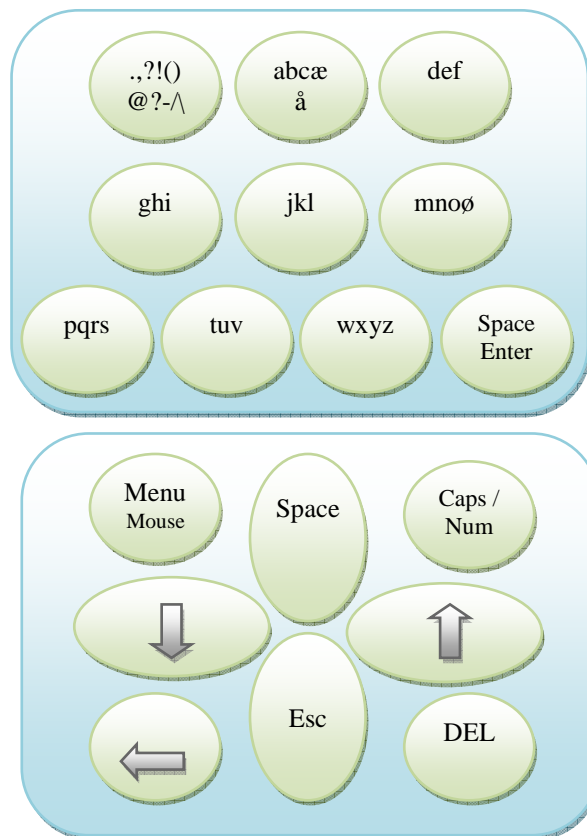 .,?!()
@?-/\
abcæ
å
def
ghi
jkl
mnoø
pqrs
tuv
wxyz
Space
Enter
Menu
Mouse
Space
Caps /
Num
Esc
DEL